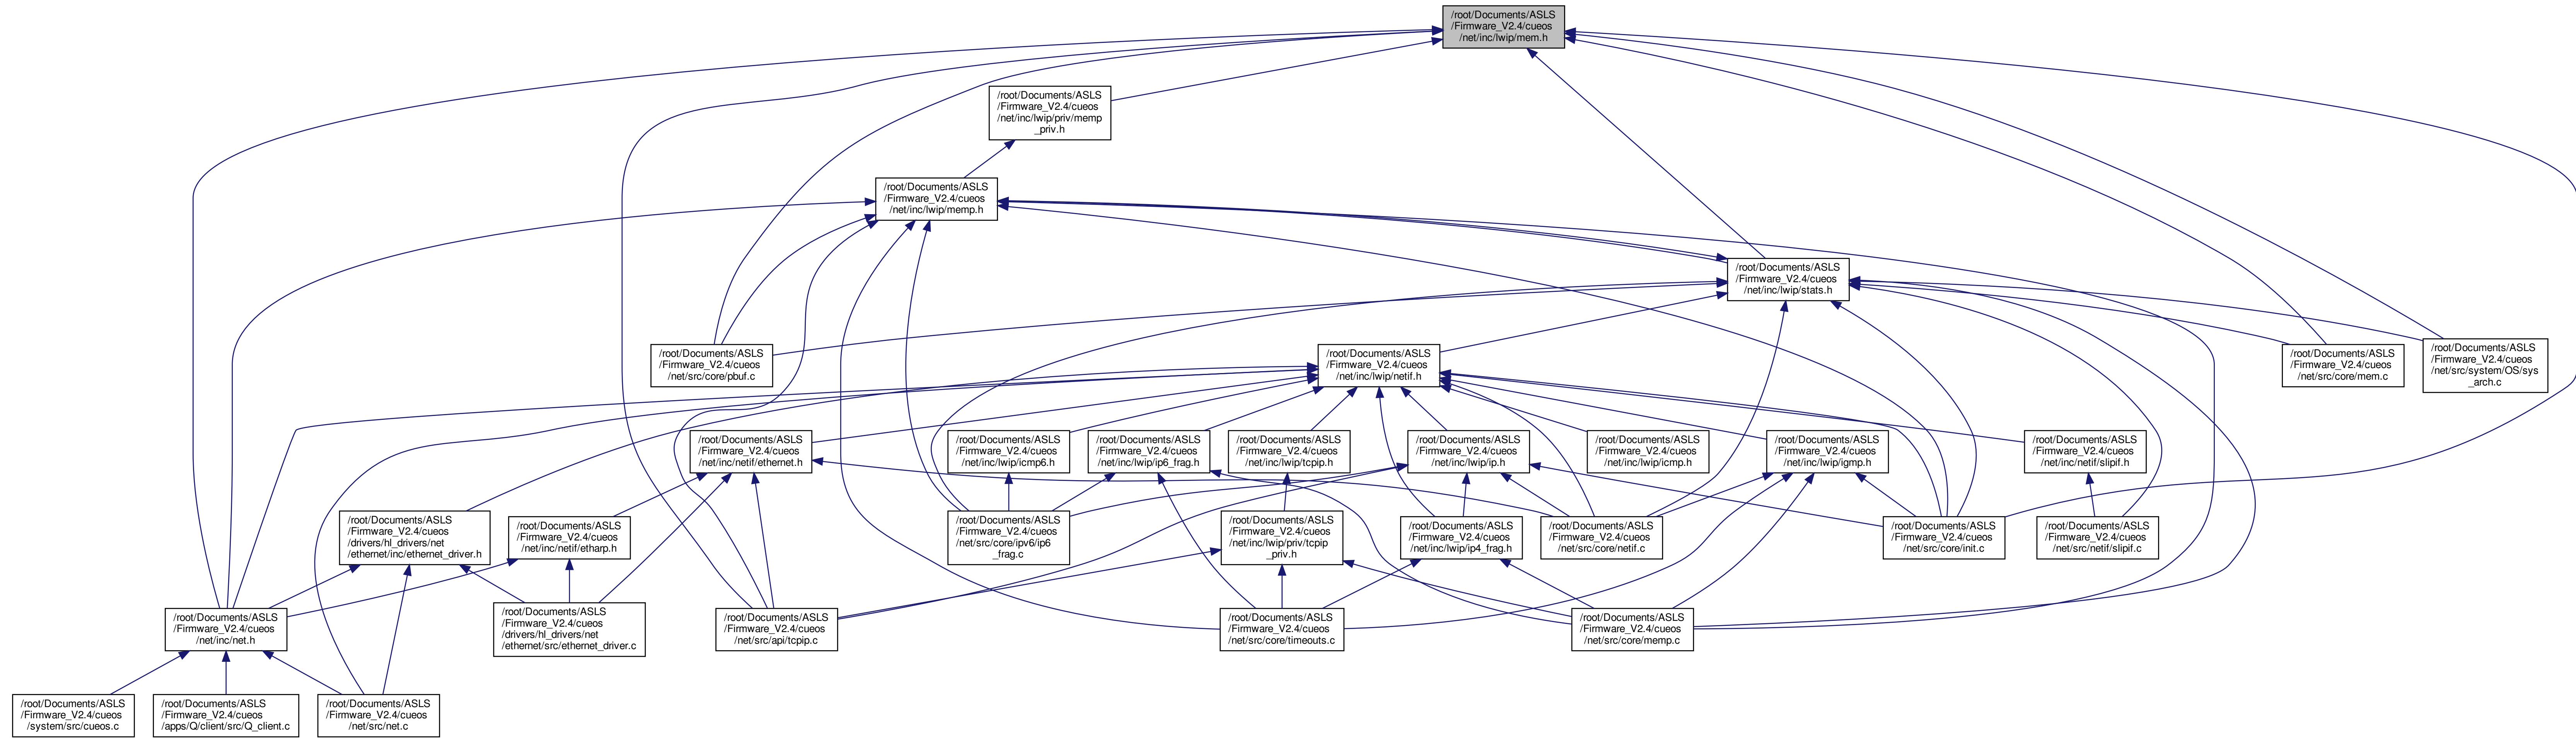 /root/Documents/ASLS
/Firmware_V2.4/cueos
/net/inc/lwip/mem.h
/root/Documents/ASLS
/Firmware_V2.4/cueos
/net/inc/lwip/priv/memp
_priv.h
/root/Documents/ASLS
/Firmware_V2.4/cueos
/net/inc/lwip/memp.h
/root/Documents/ASLS
/Firmware_V2.4/cueos
/net/inc/lwip/stats.h
/root/Documents/ASLS
/Firmware_V2.4/cueos
/net/src/core/pbuf.c
/root/Documents/ASLS
/Firmware_V2.4/cueos
/net/inc/lwip/netif.h
/root/Documents/ASLS
/Firmware_V2.4/cueos
/net/src/core/mem.c
/root/Documents/ASLS
/Firmware_V2.4/cueos
/net/src/system/OS/sys
_arch.c
/root/Documents/ASLS
/Firmware_V2.4/cueos
/net/inc/netif/ethernet.h
/root/Documents/ASLS
/Firmware_V2.4/cueos
/net/inc/lwip/icmp6.h
/root/Documents/ASLS
/Firmware_V2.4/cueos
/net/inc/lwip/ip6_frag.h
/root/Documents/ASLS
/Firmware_V2.4/cueos
/net/inc/lwip/tcpip.h
/root/Documents/ASLS
/Firmware_V2.4/cueos
/net/inc/lwip/ip.h
/root/Documents/ASLS
/Firmware_V2.4/cueos
/net/inc/lwip/icmp.h
/root/Documents/ASLS
/Firmware_V2.4/cueos
/net/inc/lwip/igmp.h
/root/Documents/ASLS
/Firmware_V2.4/cueos
/net/inc/netif/slipif.h
/root/Documents/ASLS
/Firmware_V2.4/cueos
/drivers/hl_drivers/net
/ethernet/inc/ethernet_driver.h
/root/Documents/ASLS
/Firmware_V2.4/cueos
/net/inc/netif/etharp.h
/root/Documents/ASLS
/Firmware_V2.4/cueos
/net/src/core/ipv6/ip6
_frag.c
/root/Documents/ASLS
/Firmware_V2.4/cueos
/net/inc/lwip/priv/tcpip
_priv.h
/root/Documents/ASLS
/Firmware_V2.4/cueos
/net/inc/lwip/ip4_frag.h
/root/Documents/ASLS
/Firmware_V2.4/cueos
/net/src/core/netif.c
/root/Documents/ASLS
/Firmware_V2.4/cueos
/net/src/core/init.c
/root/Documents/ASLS
/Firmware_V2.4/cueos
/net/src/netif/slipif.c
/root/Documents/ASLS
/Firmware_V2.4/cueos
/net/inc/net.h
/root/Documents/ASLS
/Firmware_V2.4/cueos
/drivers/hl_drivers/net
/ethernet/src/ethernet_driver.c
/root/Documents/ASLS
/Firmware_V2.4/cueos
/net/src/api/tcpip.c
/root/Documents/ASLS
/Firmware_V2.4/cueos
/net/src/core/timeouts.c
/root/Documents/ASLS
/Firmware_V2.4/cueos
/net/src/core/memp.c
/root/Documents/ASLS
/Firmware_V2.4/cueos
/system/src/cueos.c
/root/Documents/ASLS
/Firmware_V2.4/cueos
/apps/Q/client/src/Q_client.c
/root/Documents/ASLS
/Firmware_V2.4/cueos
/net/src/net.c